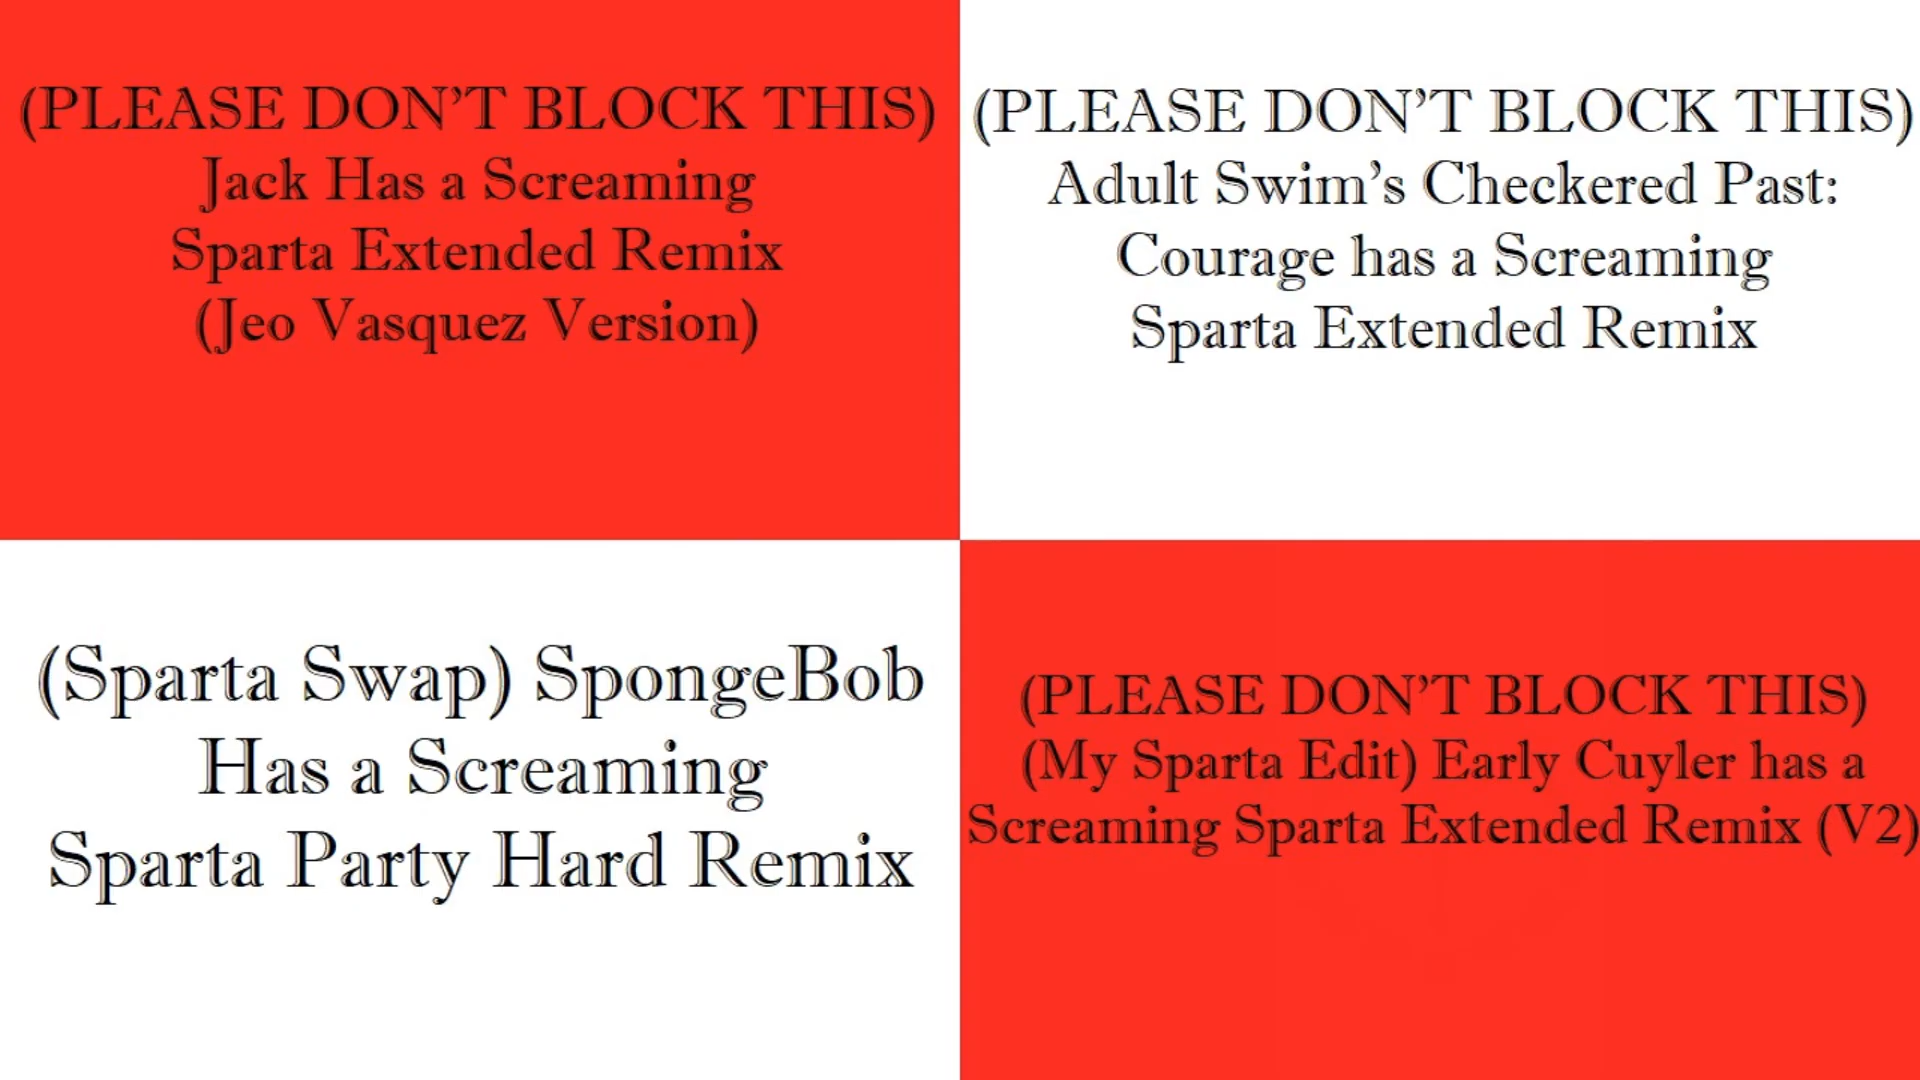 (PLEASE DON’T BLOCK THIS)
Jack Has a Screaming
Sparta Extended Remix
(Jeo Vasquez Version)
(PLEASE DON’T BLOCK THIS)
Adult Swim’s Checkered Past:
Courage has a Screaming
Sparta Extended Remix
(Sparta Swap) SpongeBob
Has a Screaming
Sparta Party Hard Remix
(PLEASE DON’T BLOCK THIS)
(My Sparta Edit) Early Cuyler has a
Screaming Sparta Extended Remix (V2)